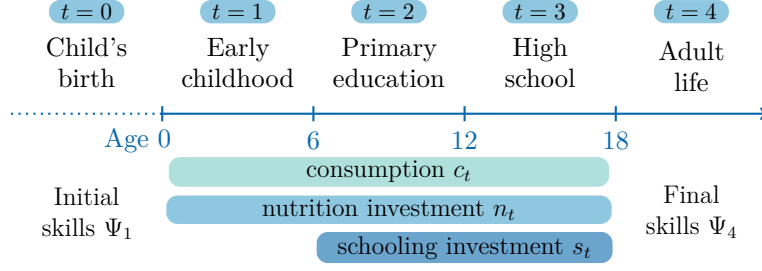 t = 0 t = 1 t = 2 t = 3 t = 4
Child's Early Primary High Adult
birth childhood education school life
Age 0 6 12 18
consumption c_t
Initial nutrition investment n_t Final
skills Ψ_1 schooling investment s_t skills Ψ_4